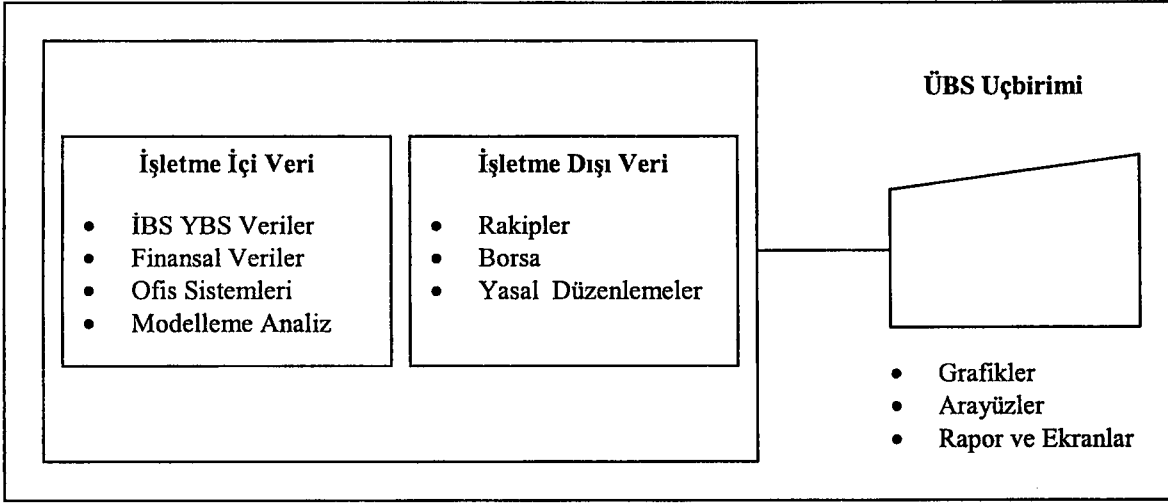 İşletme İçi Veri
• İBS YBS Veriler
• Finansal Veriler
• Ofis Sistemleri
• Modelleme Analiz
İşletme Dışı Veri
• Rakipler
• Borsa
• Yasal Düzenlemeler
ÜBS Uçbirimi
• Grafikler
• Arayüzler
• Rapor ve Ekranlar